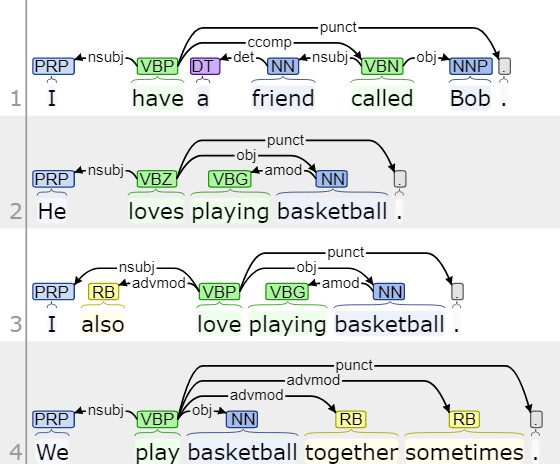 punct
ccomp
nsubj det nsubj obj
PRP VBP DT NN VBN NNP .
1 I have a friend called Bob .
punct
obj
nsubj amod
PRP VBZ VBG NN .
2 He loves playing basketball .
punct
nsubj obj
advmod amod
PRP RB VBP VBG NN .
3 I also love playing basketball .
punct
advmod
advmod
nsubj obj
PRP VBP NN RB RB .
4 We play basketball together sometimes .